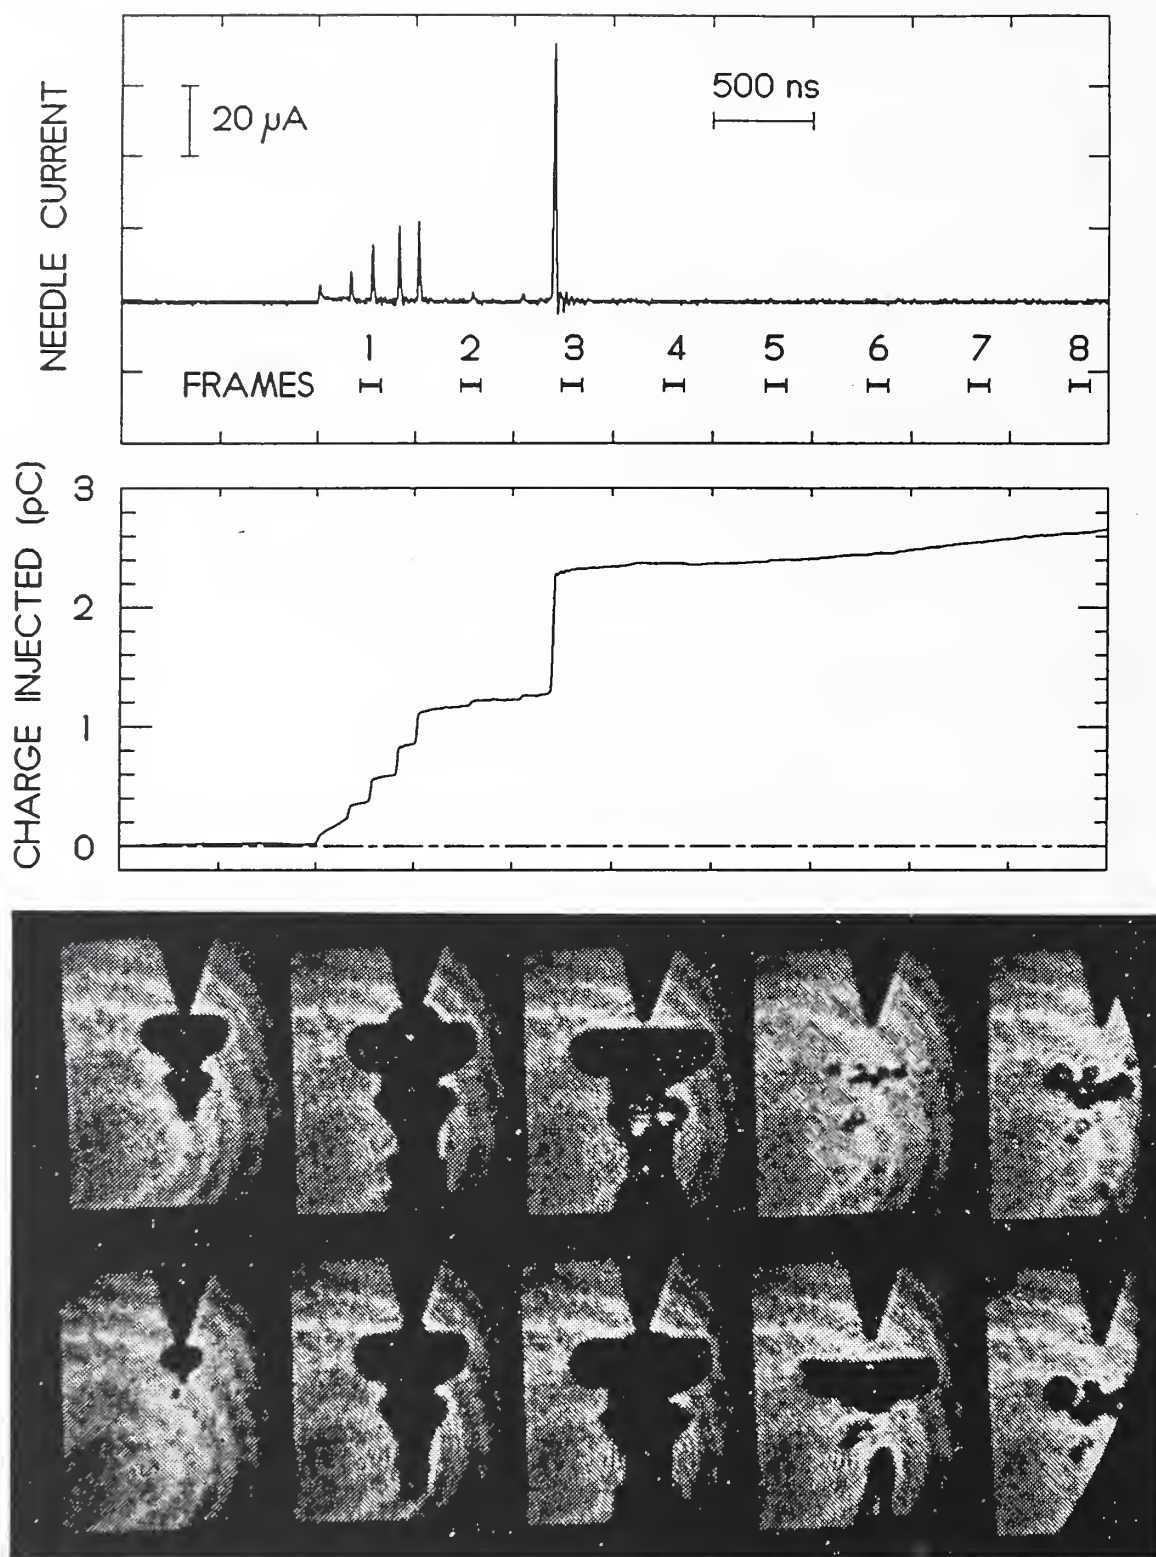 NEEDLE CURRENT
20 µA
500 ns
1 2 3 4 5 6 7 8
FRAMES
CHARGE INJECTED (pC)
3
2
1
0